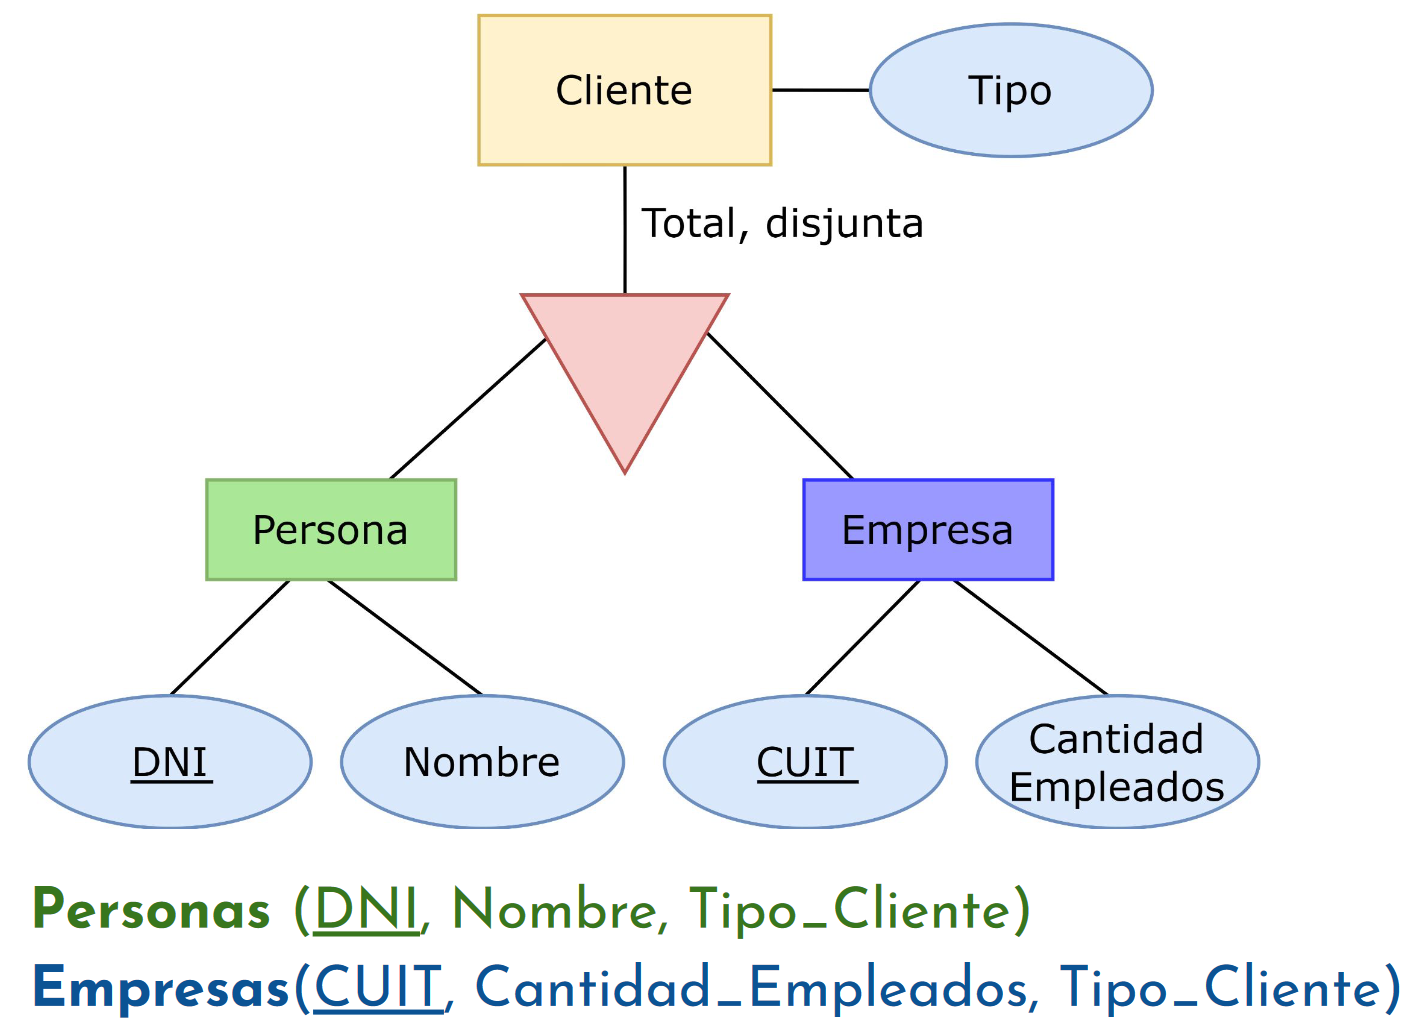 Cliente
Tipo
Total, disjunta
Persona
Empresa
DNI
Nombre
CUIT
Cantidad
Empleados
Personas (DNI, Nombre, Tipo_Cliente)
Empresas(CUIT, Cantidad_Empleados, Tipo_Cliente)